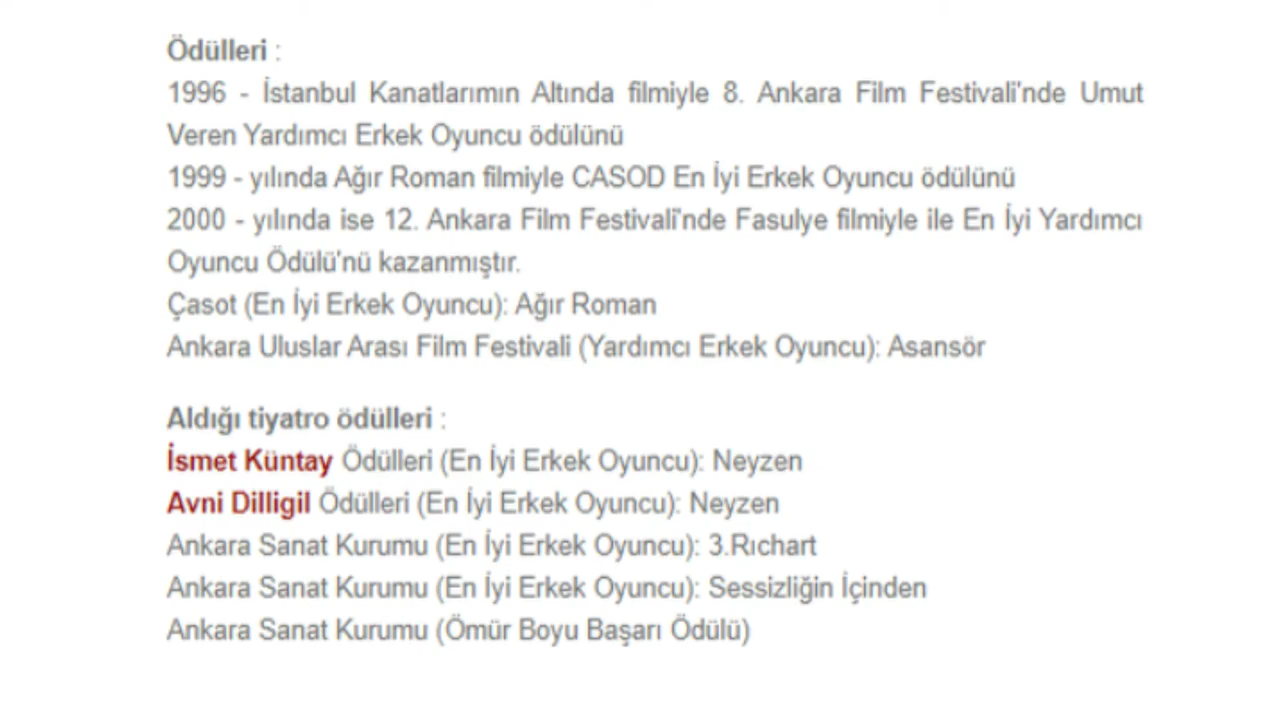 Ödülleri :
1996 - İstanbul Kanatlarımın Altında filmiyle 8. Ankara Film Festivali'nde Umut
Veren Yardımcı Erkek Oyuncu ödülünü
1999 - yılında Ağır Roman filmiyle CASOD En İyi Erkek Oyuncu ödülünü
2000 - yılında ise 12. Ankara Film Festivali'nde Fasulye filmiyle ile En İyi Yardımcı
Oyuncu Ödülü'nü kazanmıştır.
Çasot (En İyi Erkek Oyuncu): Ağır Roman
Ankara Uluslar Arası Film Festivali (Yardımcı Erkek Oyuncu): Asansör
Aldığı tiyatro ödülleri :
İsmet Küntay Ödülleri (En İyi Erkek Oyuncu): Neyzen
Avni Dilligil Ödülleri (En İyi Erkek Oyuncu): Neyzen
Ankara Sanat Kurumu (En İyi Erkek Oyuncu): 3.Rıchart
Ankara Sanat Kurumu (En İyi Erkek Oyuncu): Sessizliğin İçinden
Ankara Sanat Kurumu (Ömür Boyu Başarı Ödülü)